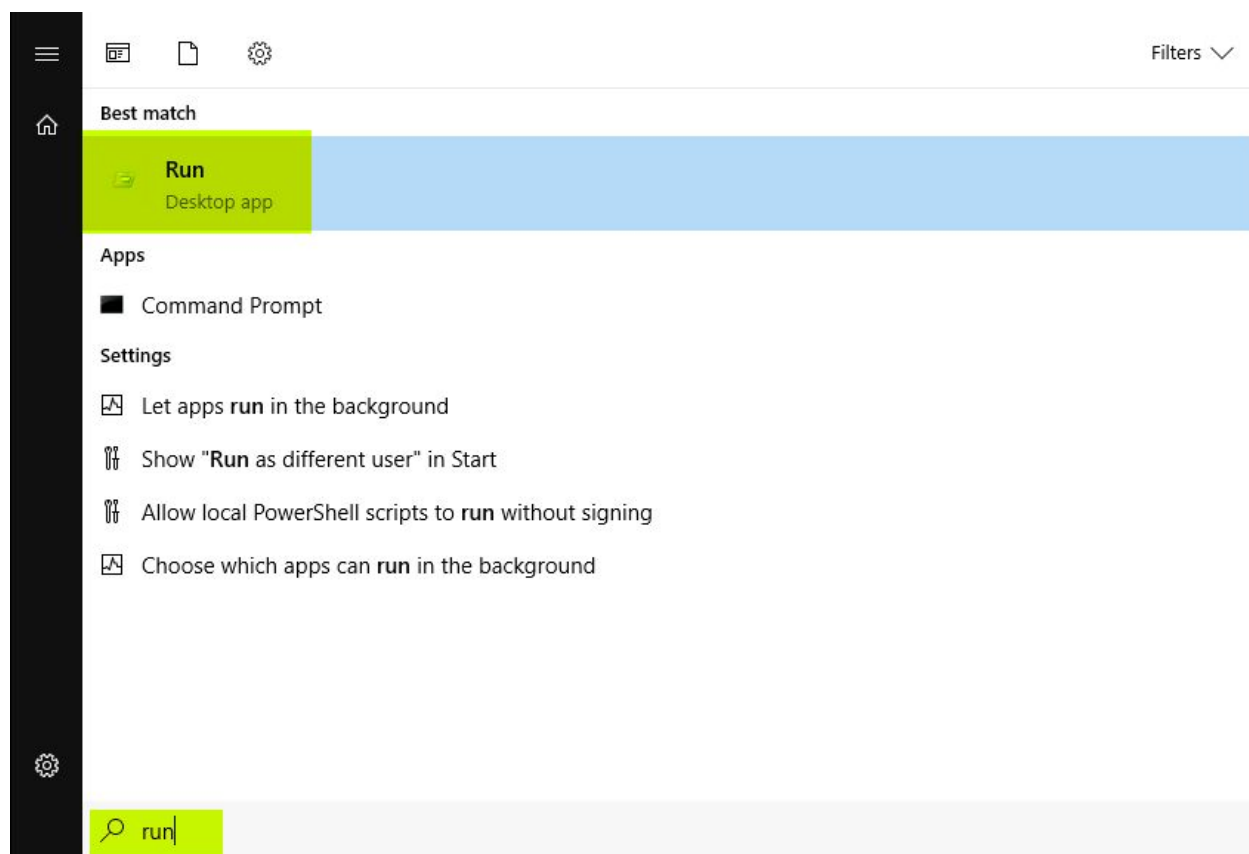 Filters
Best match
Run
Desktop app
Apps
Command Prompt
Settings
Let apps run in the background
Show "Run as different user" in Start
Allow local PowerShell scripts to run without signing
Choose which apps can run in the background
run